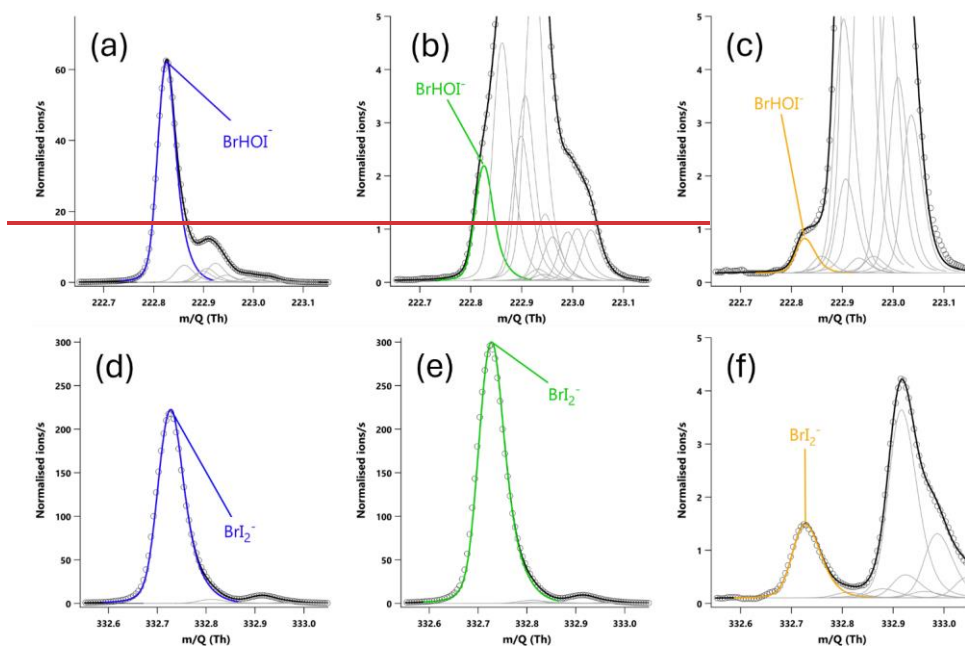 (a)
Normalised ions/s
60
40
20
0
BrHOI⁻
222.7 222.8 222.9 223.0 223.1
m/Q (Th)
(b)
Normalised ions/s
5
4
3
2
1
0
BrHOI⁻
222.7 222.8 222.9 223.0 223.1
m/Q (Th)
(c)
Normalised ions/s
5
4
3
2
1
0
BrHOI⁻
222.7 222.8 222.9 223.0 223.1
m/Q (Th)
(d)
Normalised ions/s
300
250
200
150
100
50
0
BrI₂⁻
332.6 332.7 332.8 332.9 333.0
m/Q (Th)
(e)
Normalised ions/s
300
250
200
150
100
50
0
BrI₂⁻
332.6 332.7 332.8 332.9 333.0
m/Q (Th)
(f)
Normalised ions/s
5
4
3
2
1
0
BrI₂⁻
332.6 332.7 332.8 332.9 333.0
m/Q (Th)